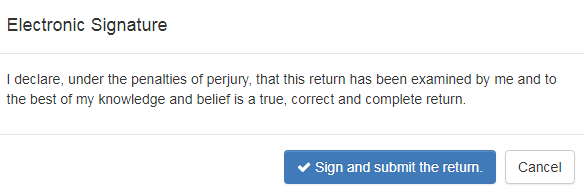 Electronic Signature
I declare, under the penalties of perjury, that this return has been examined by me and to
the best of my knowledge and belief is a true, correct and complete return.
Sign and submit the return. Cancel